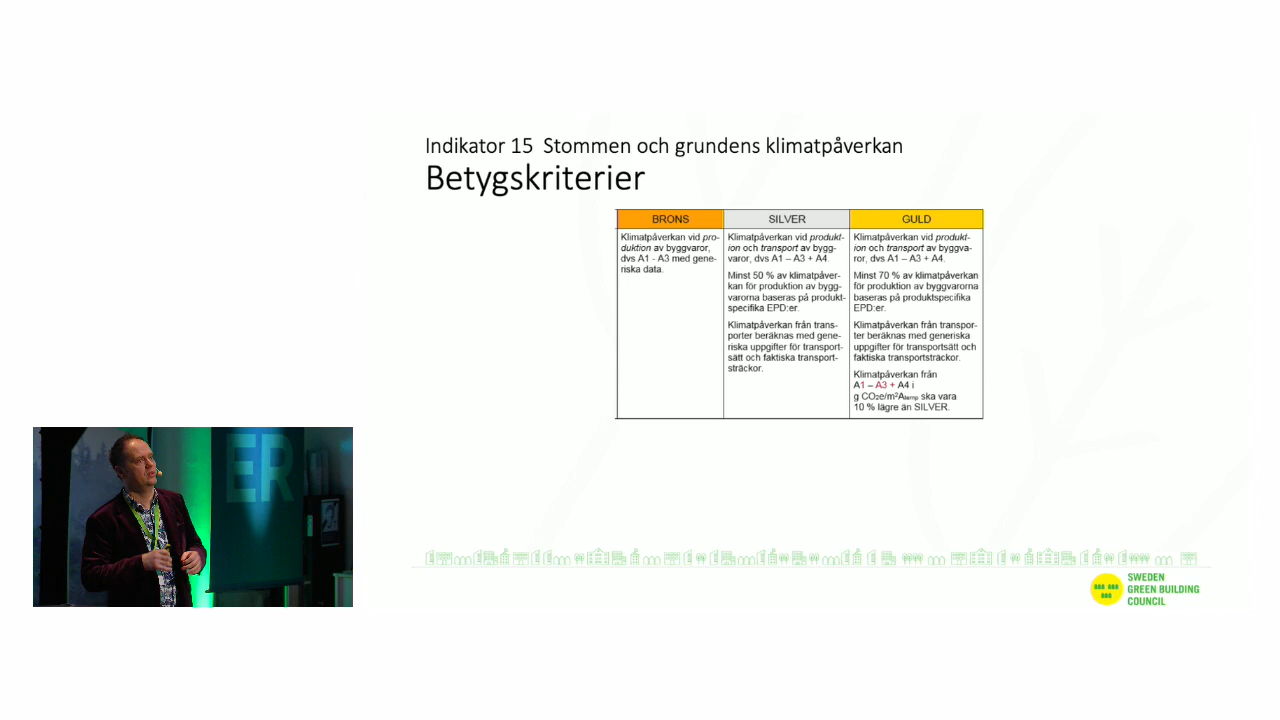 Indikator 15 Stommen och grundens klimatpåverkan
Betygskriterier
BRONS
Klimatpåverkan vid pro-
duktion av byggvaror,
dvs A1 - A3 med gene-
riska data.
SILVER
Klimatpåverkan vid produkt-
ion och transport av bygg-
varor, dvs A1 – A3 + A4.
Minst 50 % av klimatpåver-
kan för produktion av bygg-
varorna baseras på produkt-
specifika EPD:er.
Klimatpåverkan från trans-
porter beräknas med gene-
riska uppgifter för transport-
sätt och faktiska transport-
sträckor.
GULD
Klimatpåverkan vid produkt-
ion och transport av byggva-
ror, dvs A1 – A3 + A4.
Minst 70 % av klimatpåverkan
för produktion av byggvarorna
baseras på produktspecifika
EPD:er.
Klimatpåverkan från transpor-
ter beräknas med generiska
uppgifter för transportsätt och
faktiska transportsträckor.
Klimatpåverkan från
A1 – A3 + A4 i
g CO2e/m²Atemp ska vara
10 % lägre än SILVER.
ER
SWEDEN
GREEN BUILDING
COUNCIL